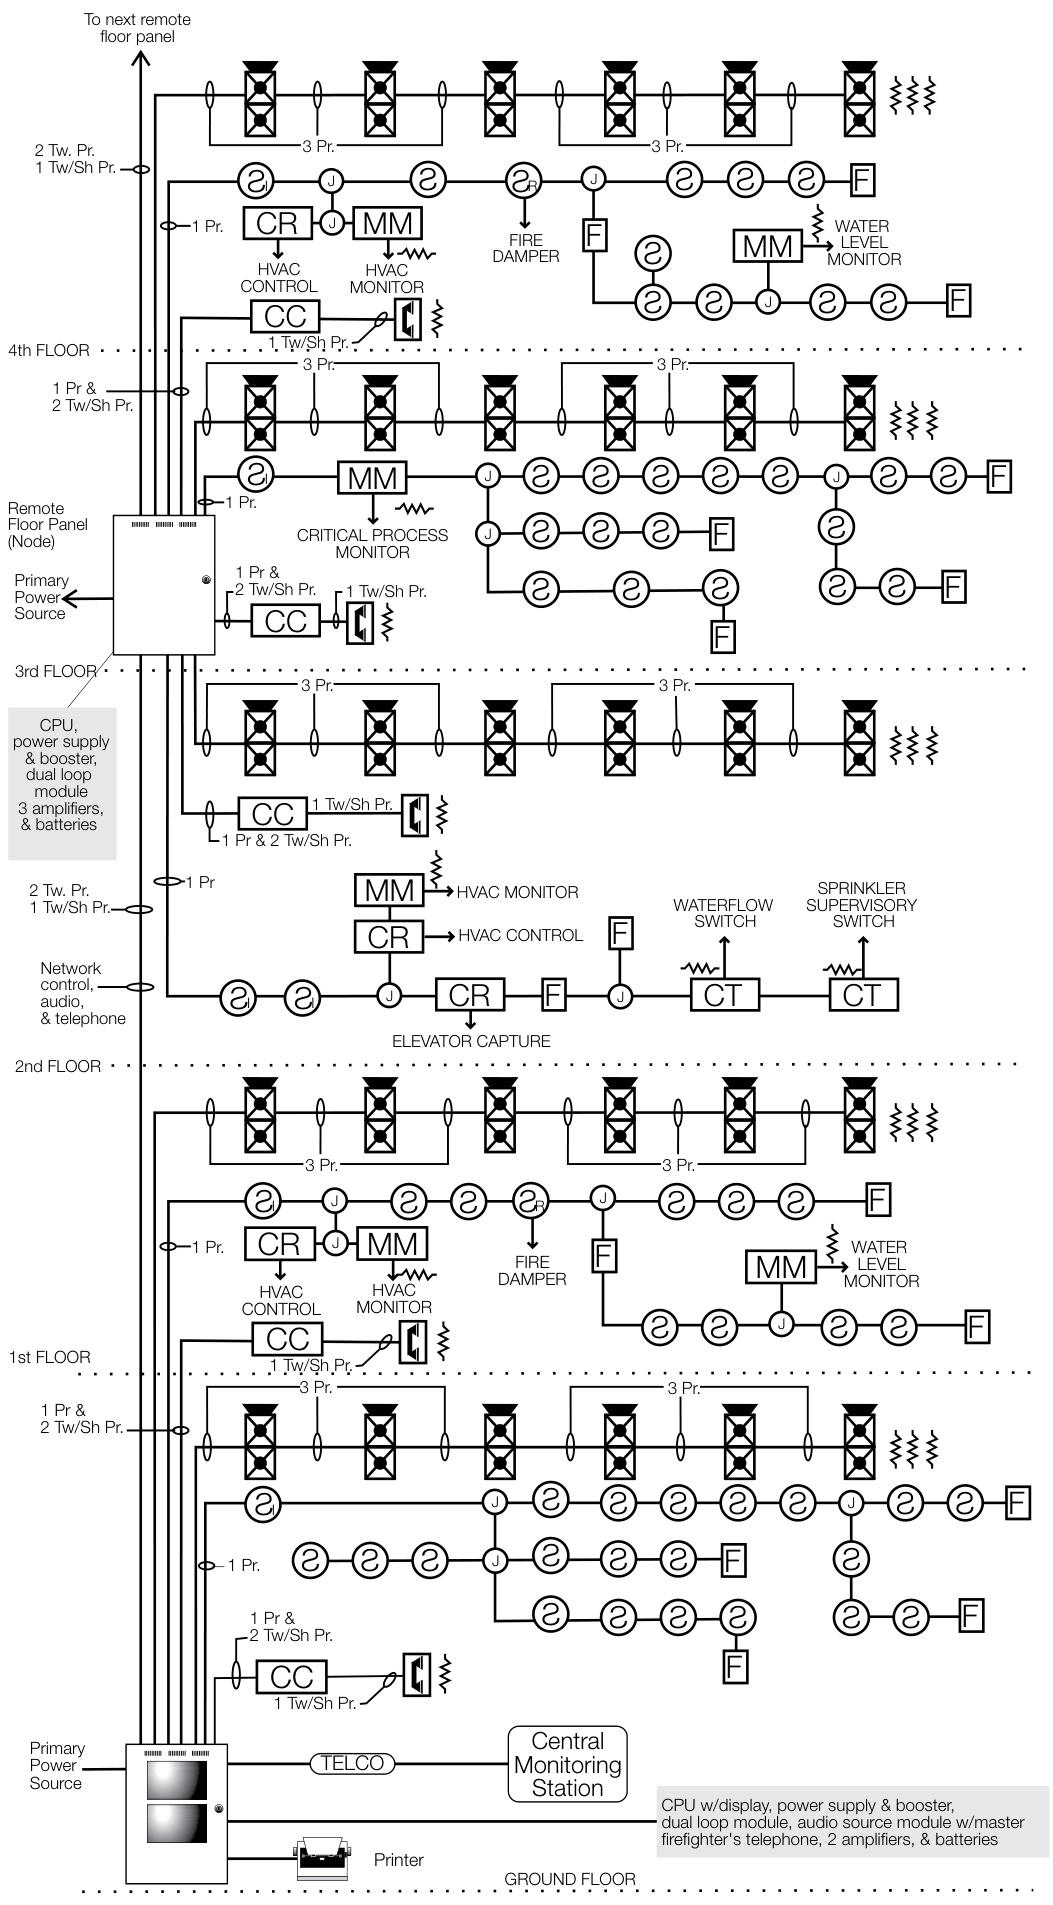 To next remote
floor panel
3 Pr.
3 Pr.
2 Tw. Pr.
1 Tw/Sh Pr.
S I
J
S
S R
J
S
S
S
F
1 Pr.
CR
J
MM
F
S
MM
WATER
LEVEL
MONITOR
FIRE
DAMPER
HVAC
CONTROL
HVAC
MONITOR
S
S
J
S
S
F
CC
1 Tw/Sh Pr.
4th FLOOR
3 Pr.
3 Pr.
1 Pr &
2 Tw/Sh Pr.
S I
MM
J
S
S
S
S
S
J
S
S
F
1 Pr.
Remote
Floor Panel
(Node)
CRITICAL PROCESS
MONITOR
J
S
S
S
F
S
Primary
Power
Source
1 Pr &
2 Tw/Sh Pr.
1 Tw/Sh Pr.
CC
S
S
S
S
S
F
F
3rd FLOOR
3 Pr.
3 Pr.
CPU,
power supply
& booster,
dual loop
module
3 amplifiers,
& batteries
CC
1 Tw/Sh Pr.
1 Pr & 2 Tw/Sh Pr.
1 Pr
2 Tw. Pr.
1 Tw/Sh Pr.
MM
HVAC MONITOR
CR
HVAC CONTROL
F
WATERFLOW
SWITCH
SPRINKLER
SUPERVISORY
SWITCH
Network
control,
audio,
& telephone
S I
S I
J
CR
F
J
CT
CT
ELEVATOR CAPTURE
2nd FLOOR
3 Pr.
3 Pr.
S I
J
S
S
S R
J
S
S
S
F
1 Pr.
CR
J
MM
F
MM
WATER
LEVEL
MONITOR
FIRE
DAMPER
HVAC
CONTROL
HVAC
MONITOR
S
S
J
S
S
F
CC
1 Tw/Sh Pr.
1st FLOOR
3 Pr.
3 Pr.
1 Pr &
2 Tw/Sh Pr.
S I
J
S
S
S
S
S
J
S
S
F
1 Pr.
S
S
S
J
S
S
S
F
S
1 Pr &
2 Tw/Sh Pr.
S
S
S
S
S
S
F
F
CC
1 Tw/Sh Pr.
Primary
Power
Source
TELCO
Central
Monitoring
Station
CPU w/display, power supply & booster,
dual loop module, audio source module w/master
firefighter's telephone, 2 amplifiers, & batteries
Printer
GROUND FLOOR